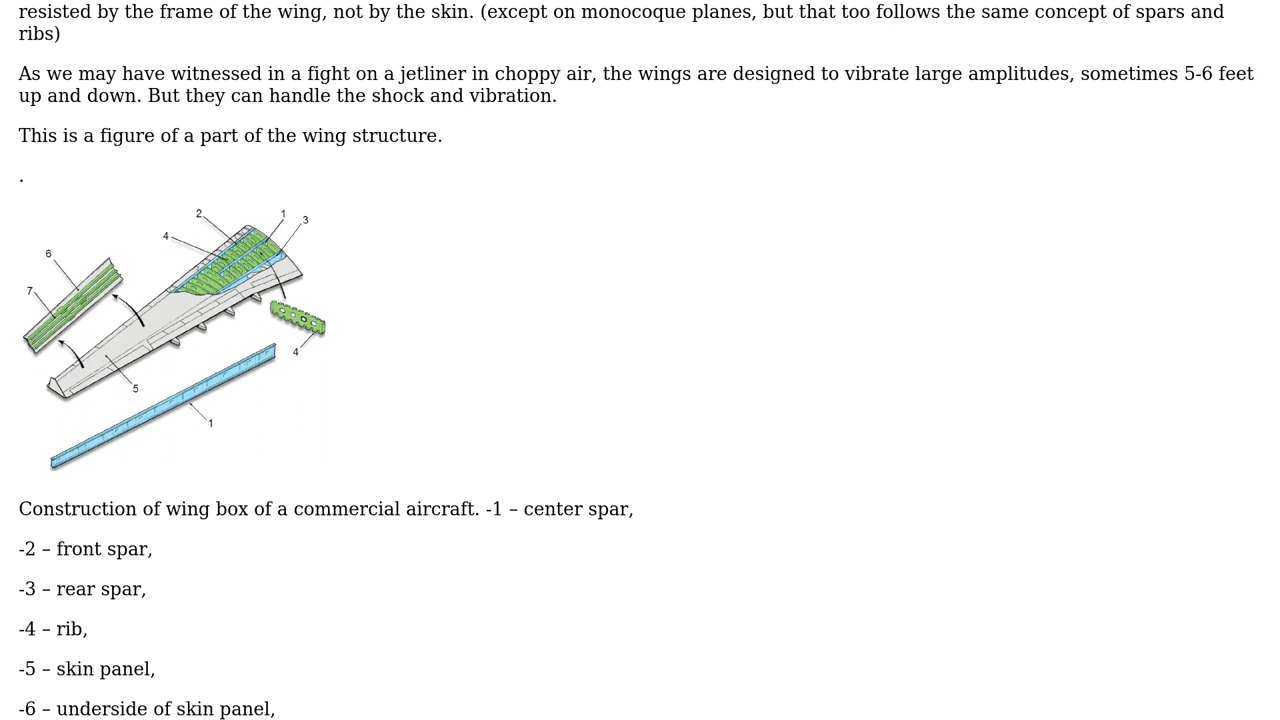 resisted by the frame of the wing, not by the skin. (except on monocoque planes, but that too follows the same concept of spars and
ribs)
As we may have witnessed in a fight on a jetliner in choppy air, the wings are designed to vibrate large amplitudes, sometimes 5-6 feet
up and down. But they can handle the shock and vibration.
This is a figure of a part of the wing structure.
.
2
1
3
4
6
7
4
5
1
Construction of wing box of a commercial aircraft. -1 – center spar,
-2 – front spar,
-3 – rear spar,
-4 – rib,
-5 – skin panel,
-6 – underside of skin panel,